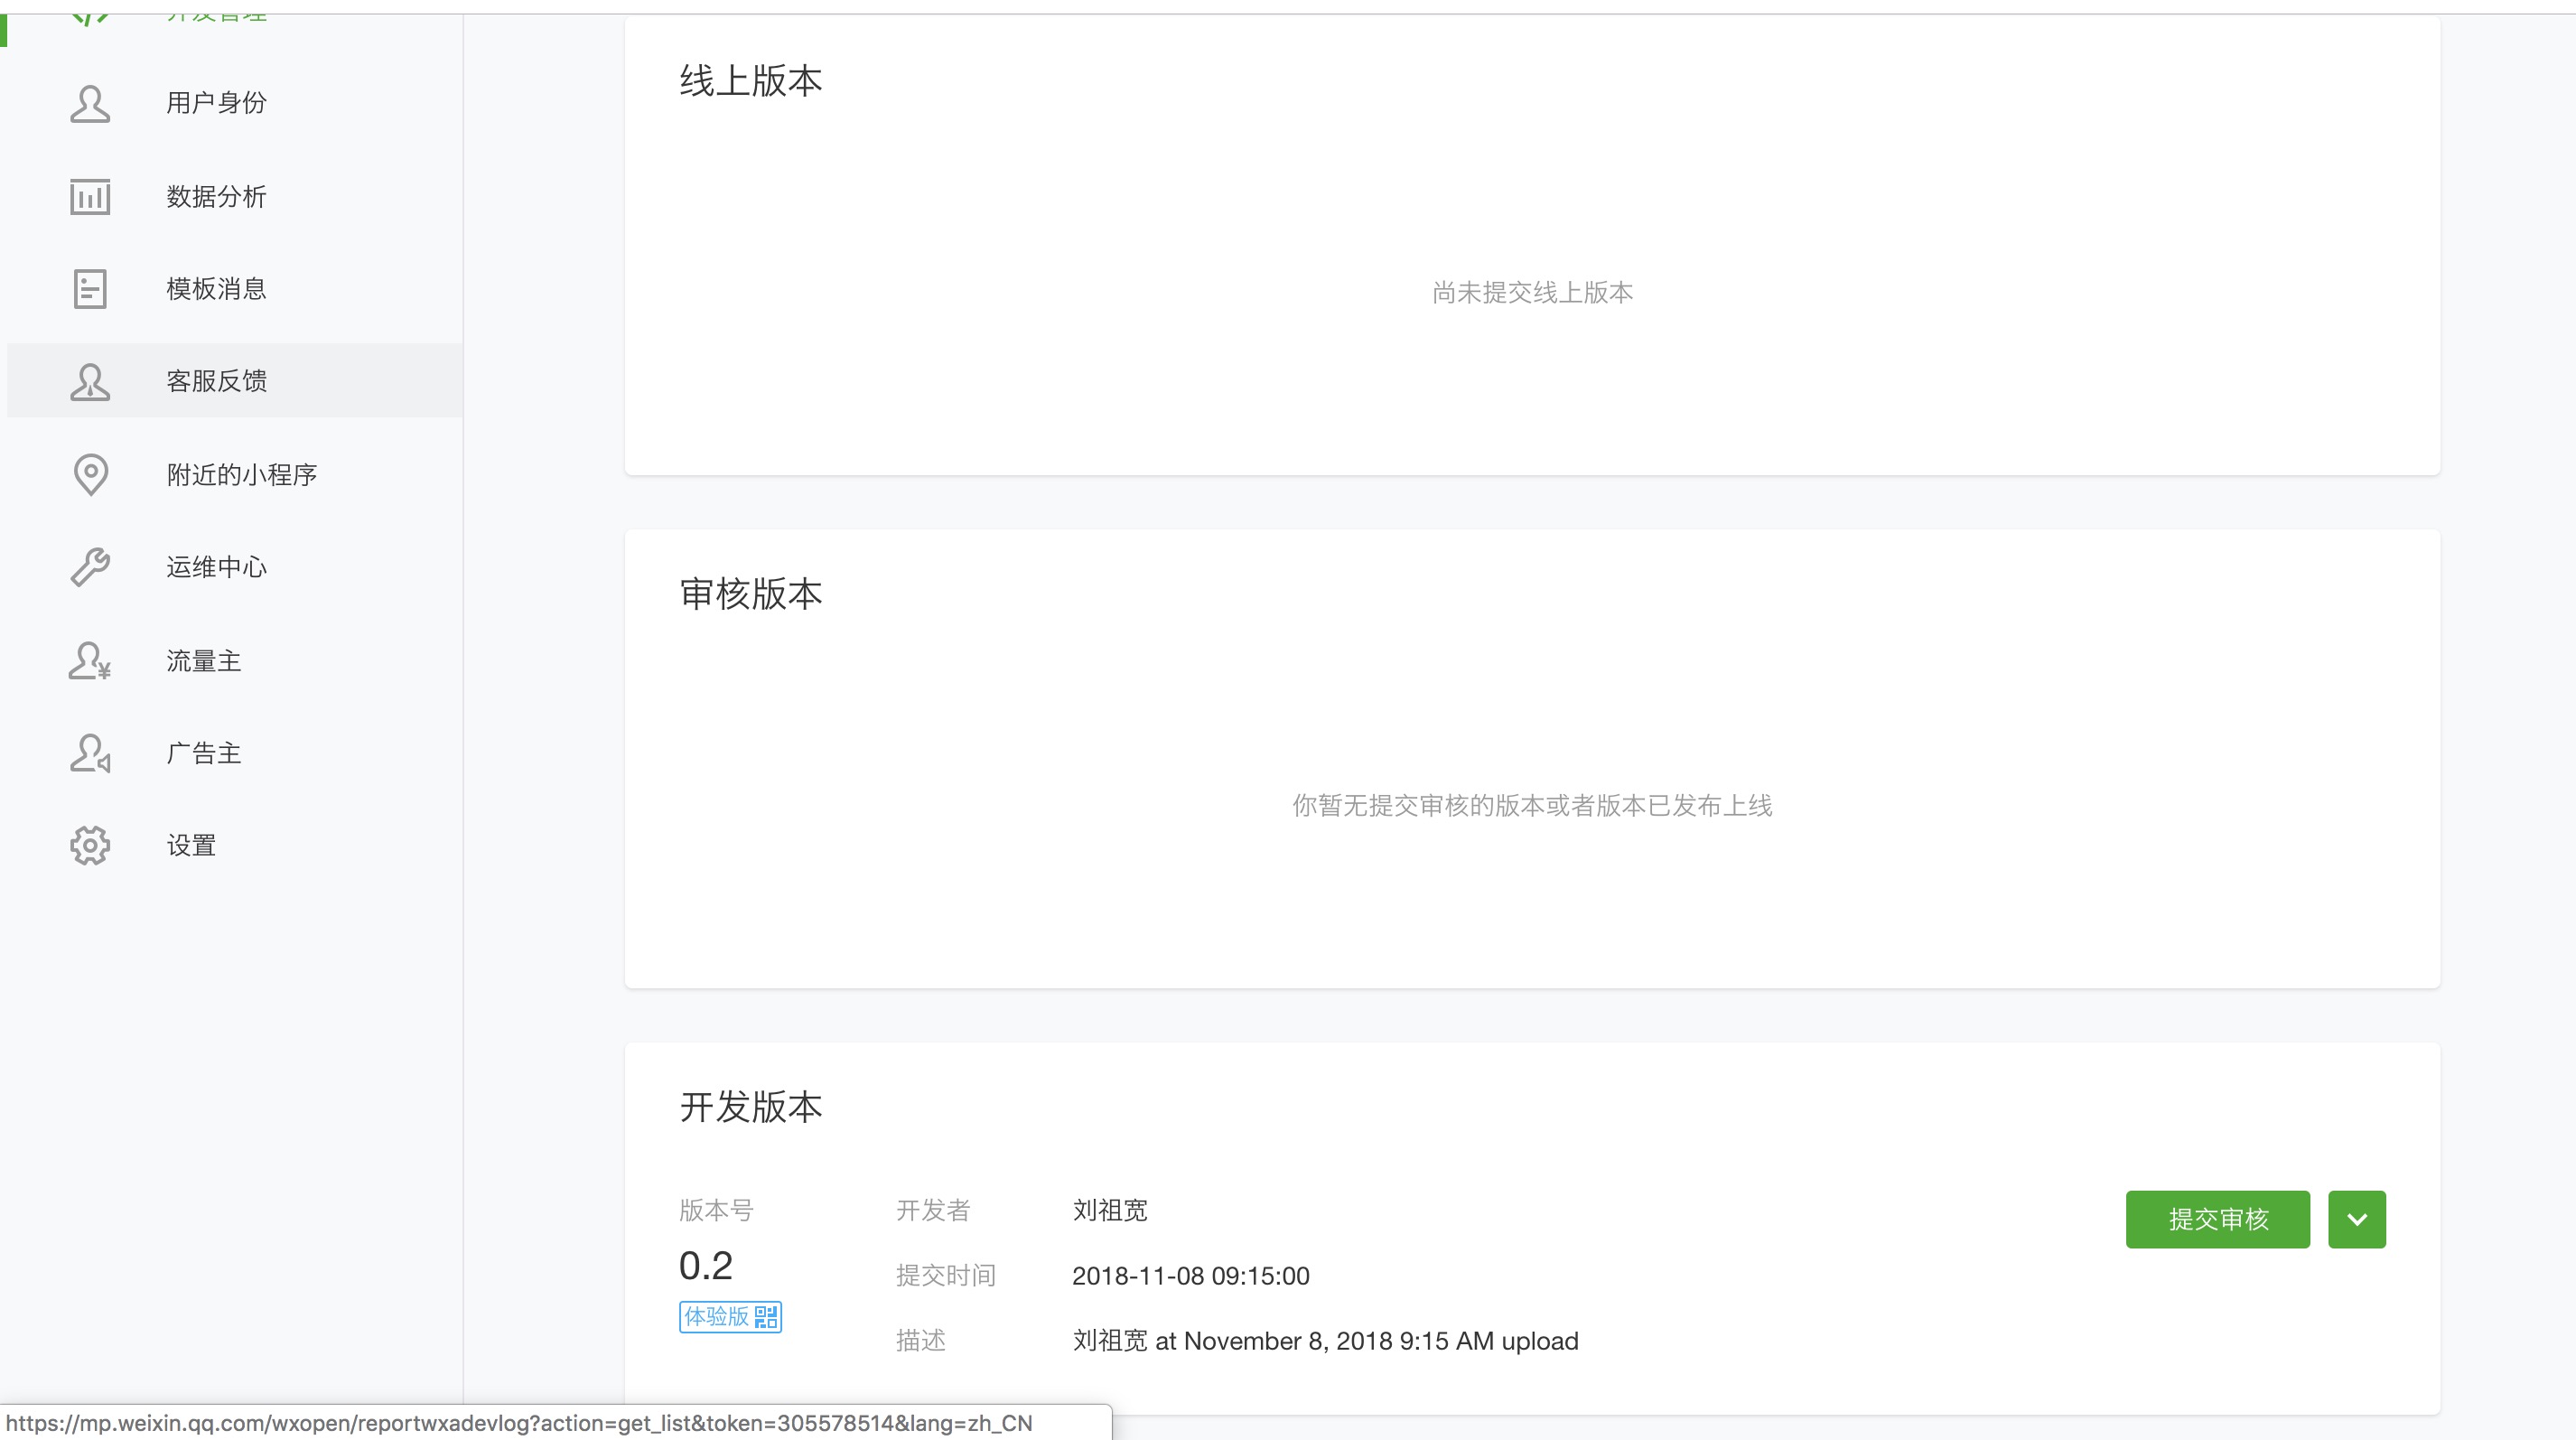 开发管理
用户身份
数据分析
模板消息
客服反馈
附近的小程序
运维中心
流量主
广告主
设置
线上版本
尚未提交线上版本
审核版本
你暂无提交审核的版本或者版本已发布上线
开发版本
版本号
0.2
体验版
开发者 刘祖宽
提交时间 2018-11-08 09:15:00
描述 刘祖宽 at November 8, 2018 9:15 AM upload
提交审核
https://mp.weixin.qq.com/wxopen/reportwxadevlog?action=get_list&token=305578514&lang=zh_CN